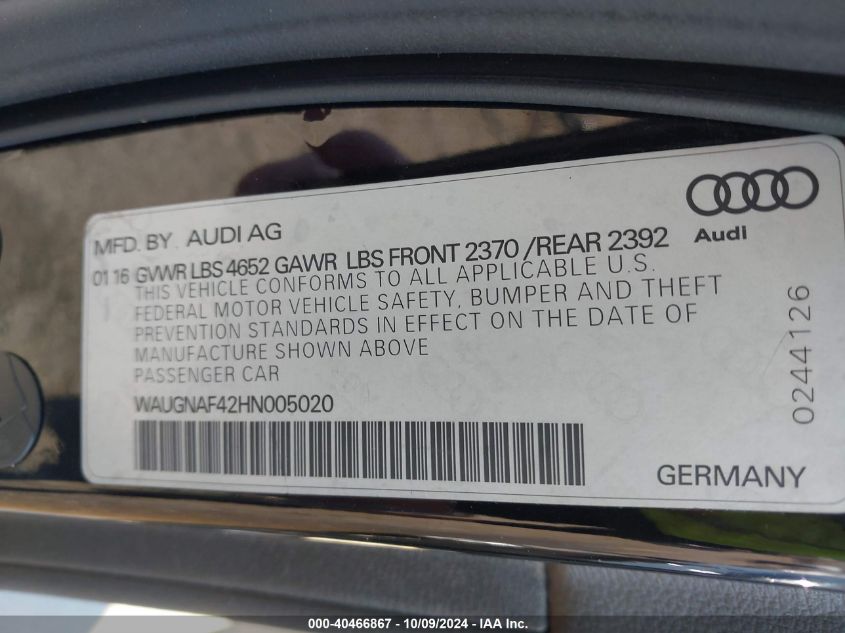 MFD. BY AUDI AG
01 16 GVWR LBS 4652 GAWR LBS FRONT 2370 /REAR 2392
Audi
THIS VEHICLE CONFORMS TO ALL APPLICABLE U.S.
FEDERAL MOTOR VEHICLE SAFETY, BUMPER AND THEFT
PREVENTION STANDARDS IN EFFECT ON THE DATE OF
MANUFACTURE SHOWN ABOVE
PASSENGER CAR
WAUGNAF42HN005020
0244126
GERMANY
000-40466867 - 10/09/2024 - IAA Inc.